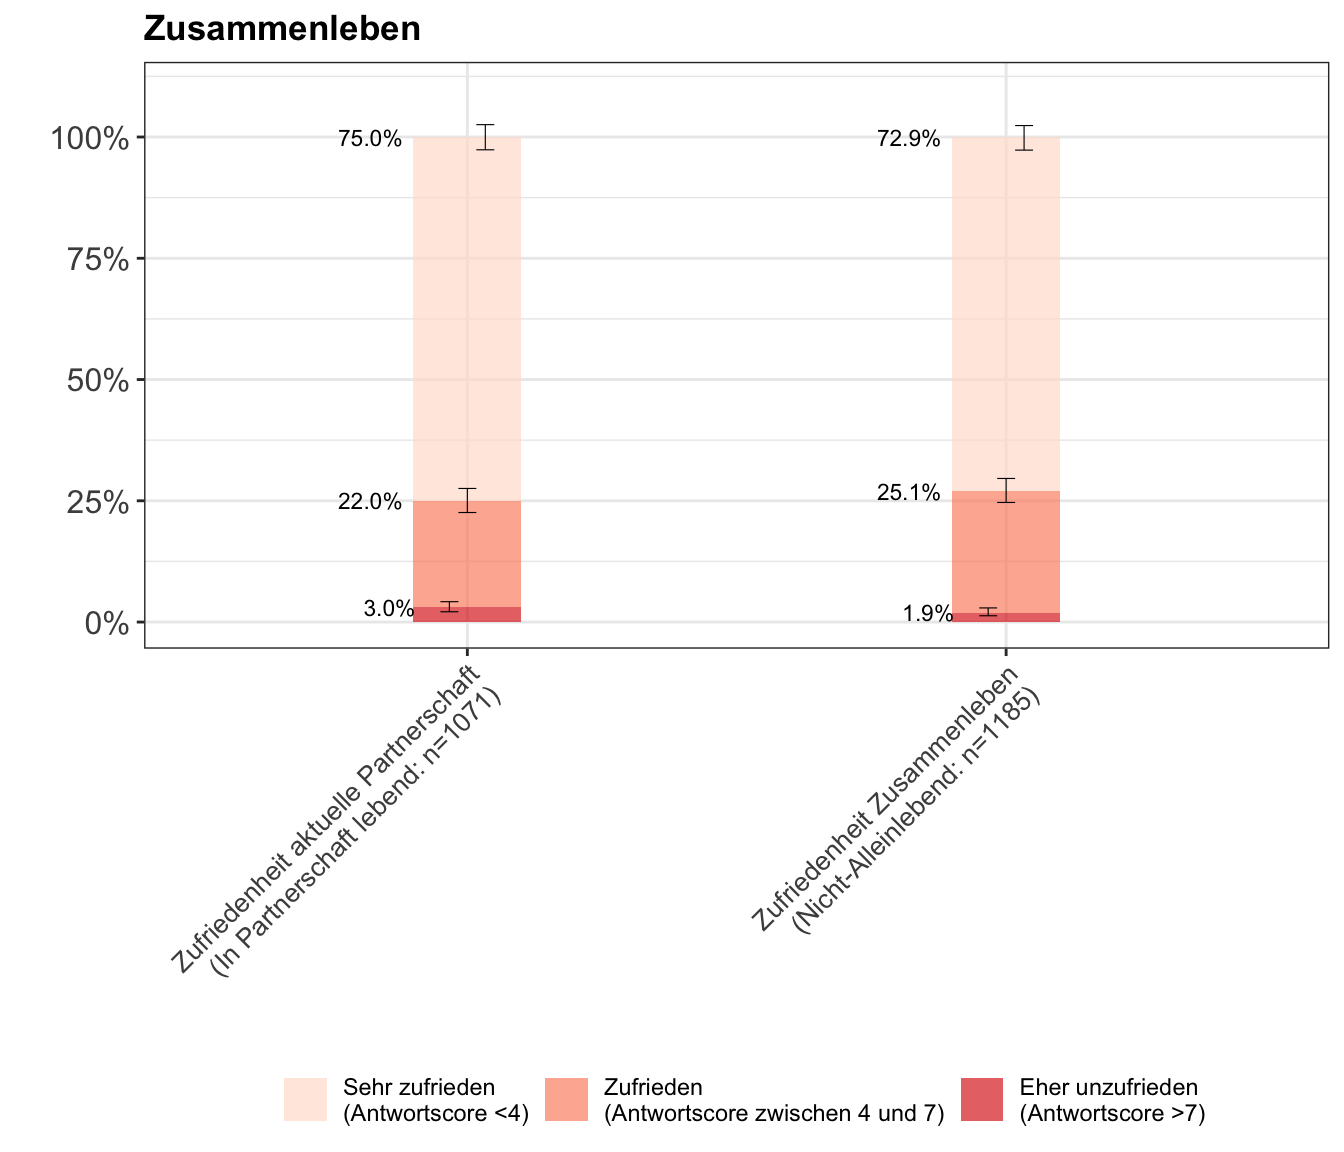 Zusammenleben
100%
75%
50%
25%
0%
75.0%
22.0%
3.0%
72.9%
25.1%
1.9%
Zufriedenheit aktuelle Partnerschaft
(In Partnerschaft lebend: n=1071)
Zufriedenheit Zusammenleben
(Nicht-Alleinlebend: n=1185)
Sehr zufrieden
(Antwortscore <4)
Zufrieden
(Antwortscore zwischen 4 und 7)
Eher unzufrieden
(Antwortscore >7)